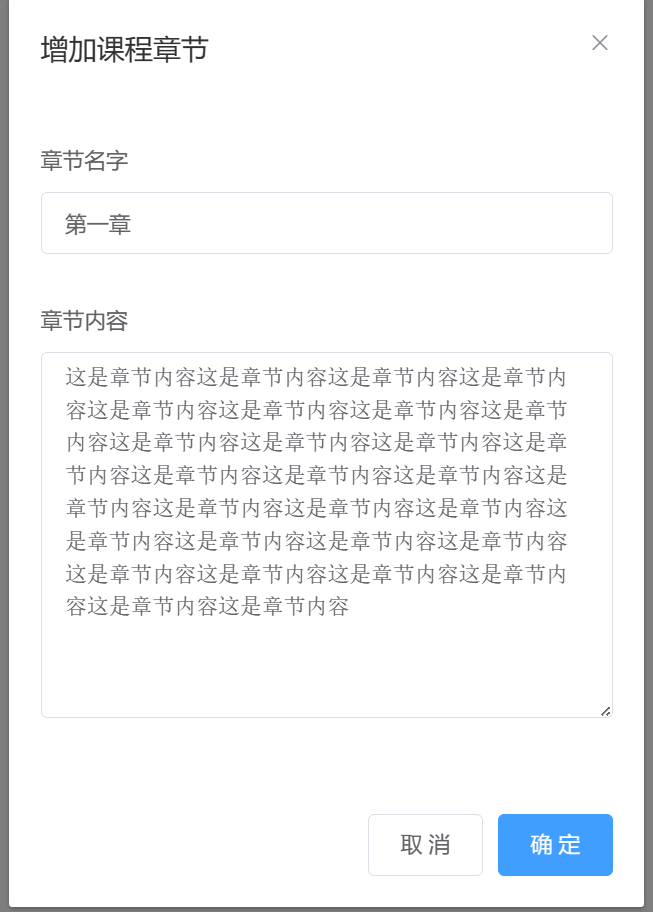 增加课程章节
章节名字
第一章
章节内容
这是章节内容这是章节内容这是章节内容这是章节内
容这是章节内容这是章节内容这是章节内容这是章节
内容这是章节内容这是章节内容这是章节内容这是章
节内容这是章节内容这是章节内容这是章节内容这是
章节内容这是章节内容这是章节内容这是章节内容这
是章节内容这是章节内容这是章节内容这是章节内容
这是章节内容这是章节内容这是章节内容这是章节内
容这是章节内容这是章节内容
取消 确定